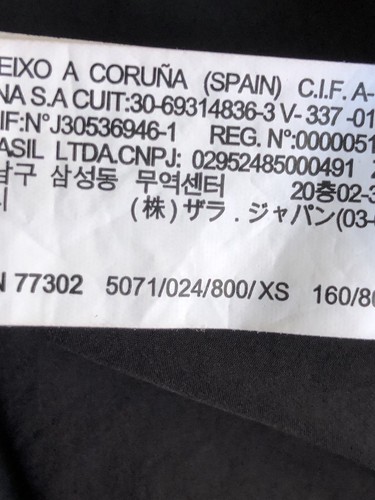 EIXO A CORUÑA (SPAIN) C.I.F. A-
NA S.A CUIT:30-69314836-3 V- 337 -01
IF:N°J30536946-1 REG. N°:0000051
ASIL LTDA.CNPJ: 02952485000491
남구 삼성동 무역센터 20층02-3
(株) ザラ . ジャパン(03-
N 77302 5071/024/800/XS 160/80